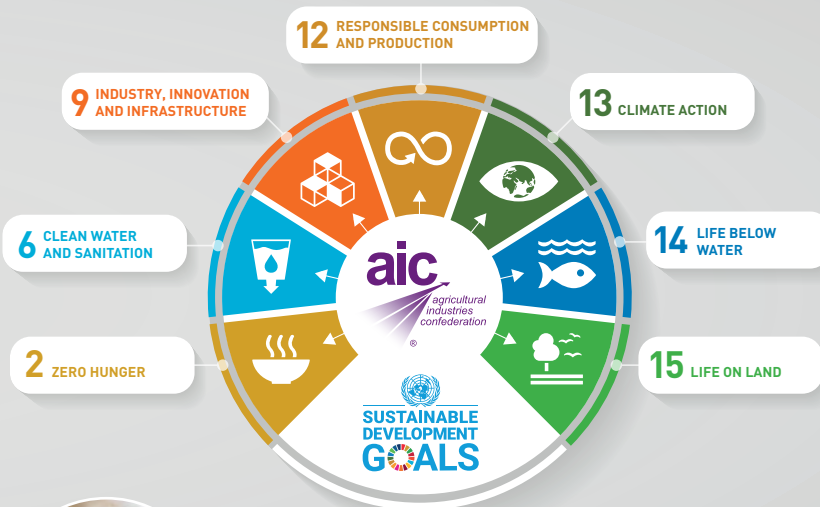 12 RESPONSIBLE CONSUMPTION
AND PRODUCTION
9 INDUSTRY, INNOVATION
AND INFRASTRUCTURE
13 CLIMATE ACTION
6 CLEAN WATER
AND SANITATION
14 LIFE BELOW
WATER
aic
agricultural
industries
confederation
®
2 ZERO HUNGER
15 LIFE ON LAND
SUSTAINABLE
DEVELOPMENT
GOALS